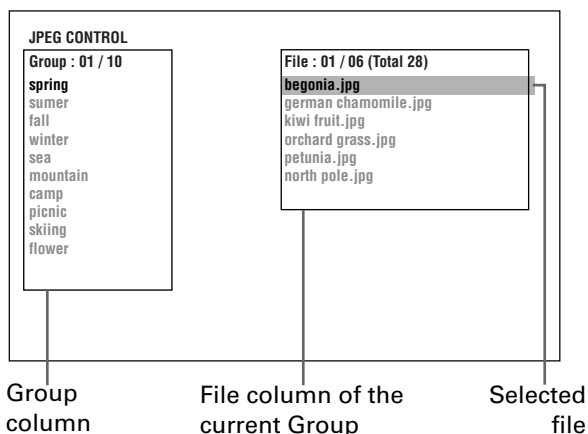 JPEG CONTROL
Group : 01 / 10
spring
sumer
fall
winter
sea
mountain
camp
picnic
skiing
flower
File : 01 / 06 (Total 28)
begonia.jpg
german chamomile.jpg
kiwi fruit.jpg
orchard grass.jpg
petunia.jpg
north pole.jpg
Group
column
File column of the
current Group
Selected
file